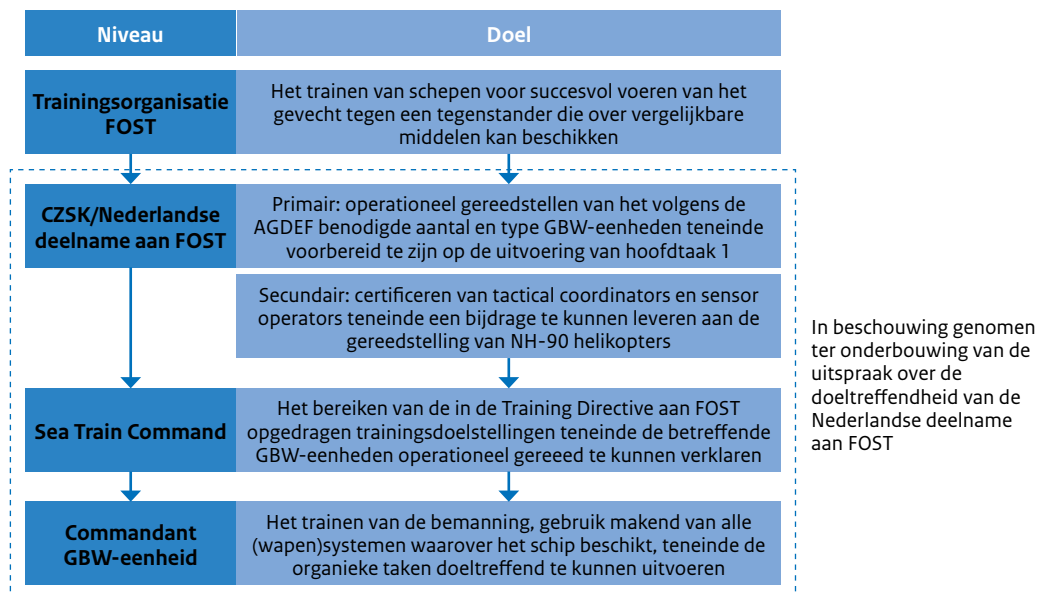 Niveau
Doel
Trainingsorganisatie
FOST
Het trainen van schepen voor succesvol voeren van het
gevecht tegen een tegenstander die over vergelijkbare
middelen kan beschikken
CZSK/Nederlandse
deelname aan FOST
Primair: operationeel gereedstellen van het volgens de
AGDEF benodigde aantal en type GBW-eenheden teneinde
voorbereid te zijn op de uitvoering van hoofdtaak 1
Secundair: certificeren van tactical coordinators en sensor
operators teneinde een bijdrage te kunnen leveren aan de
gereedstelling van NH-90 helikopters
Sea Train Command
Het bereiken van de in de Training Directive aan FOST
opgedragen trainingsdoelstellingen teneinde de betreffende
GBW-eenheden operationeel gereeed te kunnen verklaren
Commandant
GBW-eenheid
Het trainen van de bemanning, gebruik makend van alle
(wapen)systemen waarover het schip beschikt, teneinde de
organieke taken doeltreffend te kunnen uitvoeren
In beschouwing genomen
ter onderbouwing van de
uitspraak over de
doeltreffendheid van de
Nederlandse deelname
aan FOST